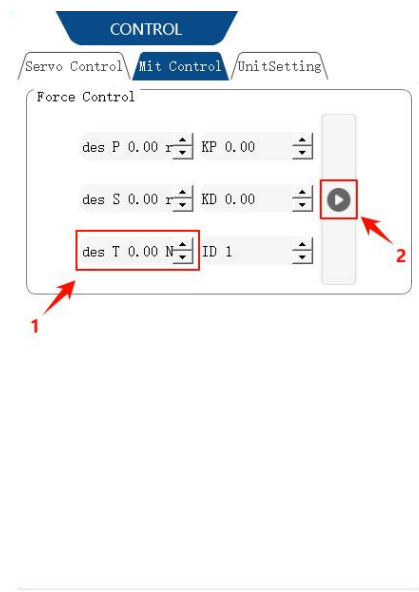 CONTROL
Servo Control Mit Control UnitSetting
Force Control
des P 0.00 r KP 0.00
des S 0.00 r KD 0.00
2
des T 0.00 N ID 1
1